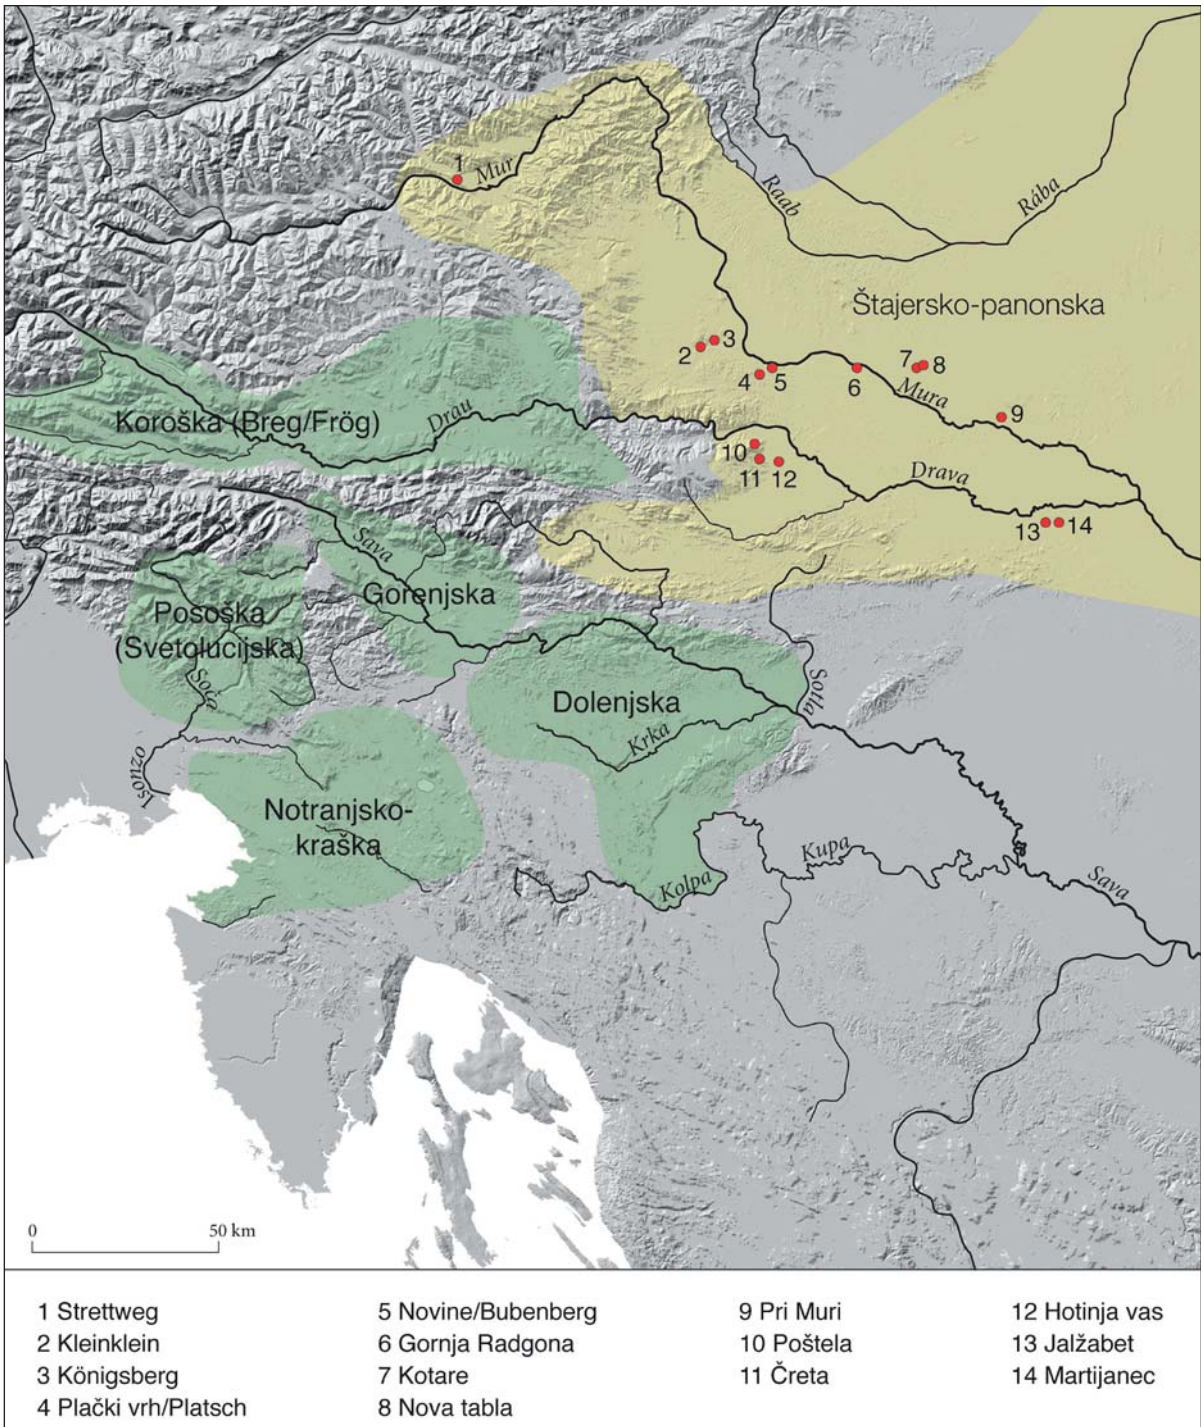 1
Mur
Raab
Rába
Štajersko-panonska
2
3
4
5
6
7
8
Mura
9
Koroška (Breg/Frög)
Drau
10
11
12
Drava
13
14
Sava
Gorenjska
Pososka
(Svetolucijska)
Soča
Dolenjska
Sotla
Krka
Isonzo
Notranjsko-
kraška
Kupa
Kolpa
Sava
0
50 km
1 Strettweg
2 Kleinklein
3 Königsberg
4 Plački vrh/Platsch
5 Novine/Bubenberg
6 Gornja Radgona
7 Kotare
8 Nova tabla
9 Pri Muri
10 Poštela
11 Čreta
12 Hotinja vas
13 Jalžabet
14 Martijanec